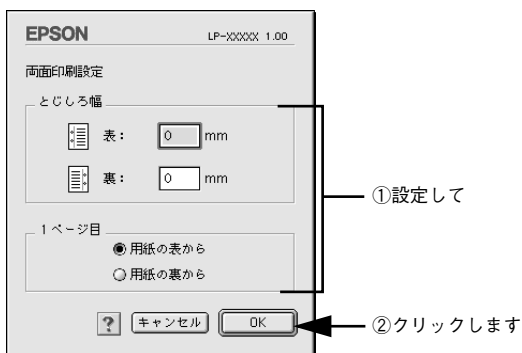 EPSON LP-XXXXX 1.00
両面印刷設定
とじしろ幅
表： 0 mm
裏： 0 mm
①設定して
1ページ目
用紙の表から
用紙の裏から
? キャンセル OK
②クリックします